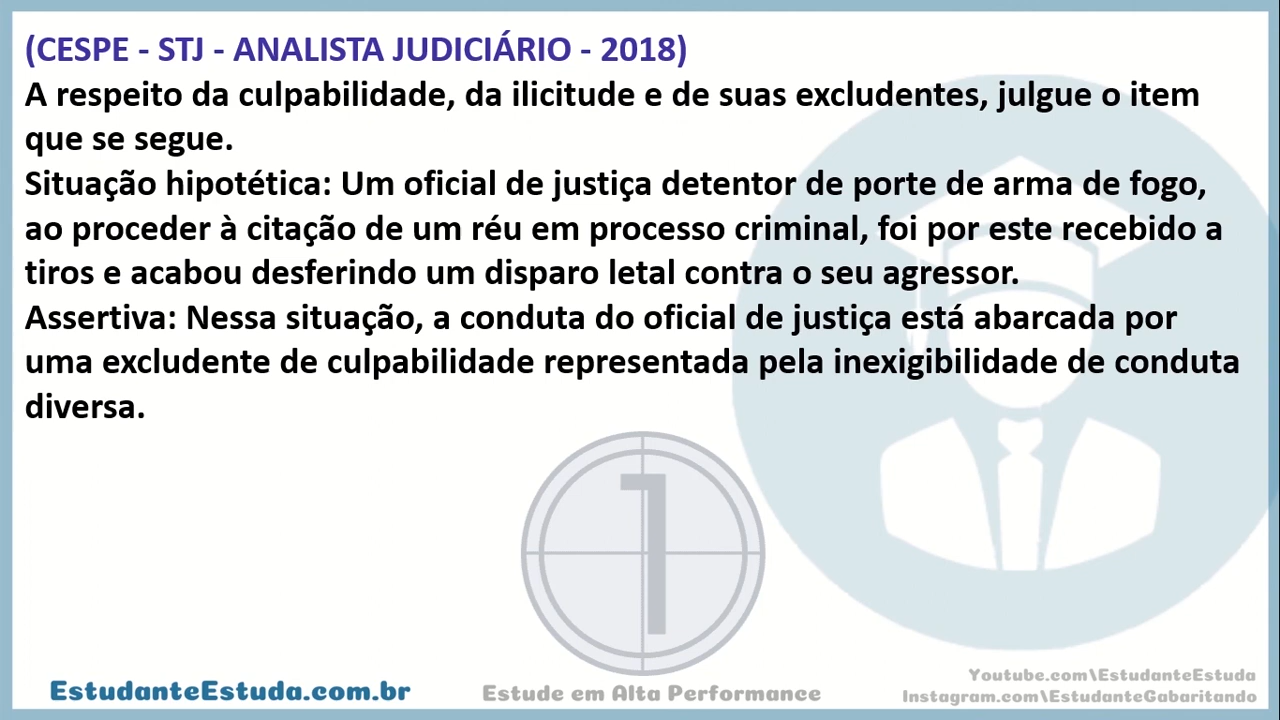 (CESPE - STJ - ANALISTA JUDICIÁRIO - 2018)
A respeito da culpabilidade, da ilicitude e de suas excludentes, julgue o item
que se segue.
Situação hipotética: Um oficial de justiça detentor de porte de arma de fogo,
ao proceder à citação de um réu em processo criminal, foi por este recebido a
tiros e acabou desferindo um disparo letal contra o seu agressor.
Assertiva: Nessa situação, a conduta do oficial de justiça está abarcada por
uma excludente de culpabilidade representada pela inexigibilidade de conduta
diversa.
1
EstudanteEstuda.com.br
Estude em Alta Performance
Youtube.com\EstudanteEstuda
Instagram.com\EstudanteGabaritando